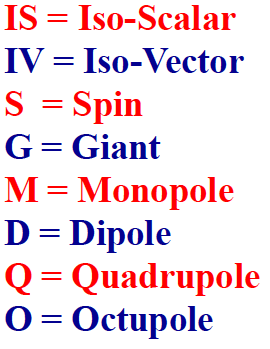 IS = Iso-Scalar
IV = Iso-Vector
S = Spin
G = Giant
M = Monopole
D = Dipole
Q = Quadrupole
O = Octupole